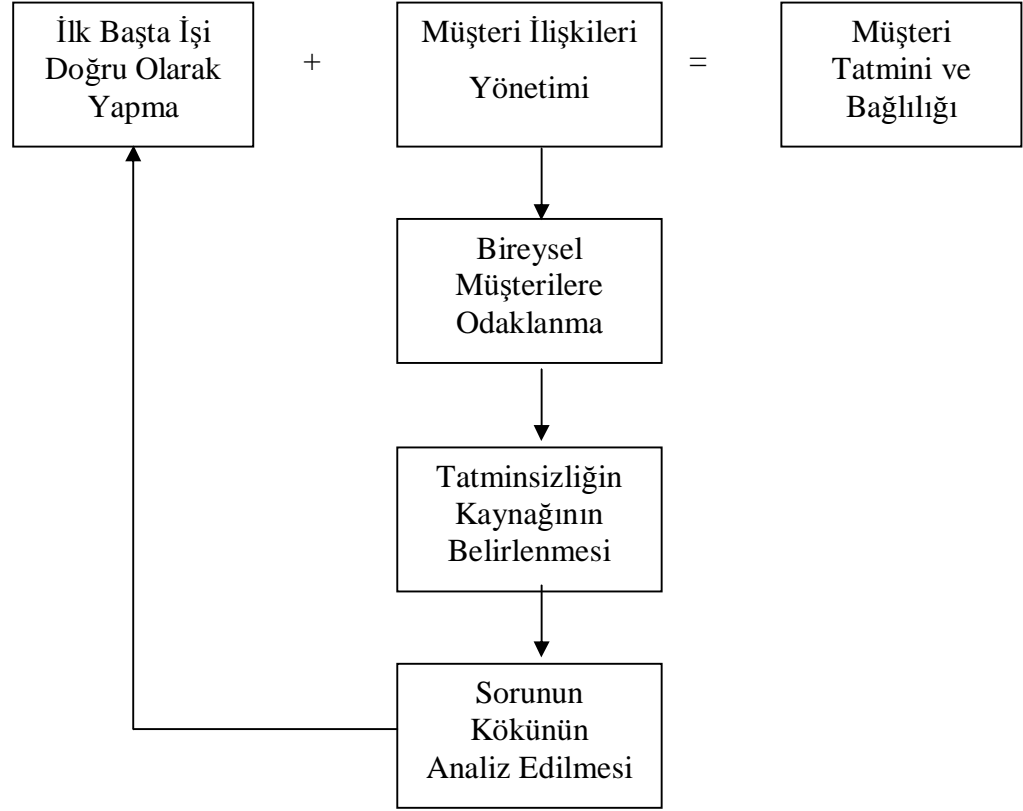 İlk Başta İşi
Doğru Olarak
Yapma
+
Müşteri İlişkileri
Yönetimi
=
Müşteri
Tatmini ve
Bağlılığı
Bireysel
Müşterilere
Odaklanma
Tatminsizliğin
Kaynağının
Belirlenmesi
Sorunun
Kökünün
Analiz Edilmesi